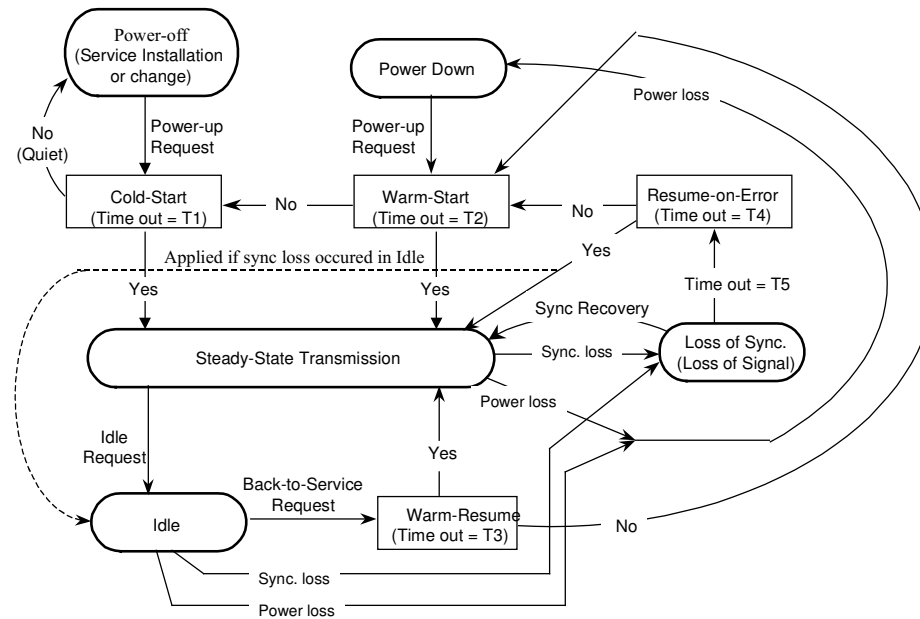 Power-off
(Service Installation
or change)
Power Down
Power loss
No
(Quiet)
Power-up
Request
Power-up
Request
Cold-Start
(Time out = T1)
No
Warm-Start
(Time out = T2)
No
Resume-on-Error
(Time out = T4)
Applied if sync loss occured in Idle
Yes
Yes
Yes
Time out = T5
Sync Recovery
Steady-State Transmission
Sync. loss
Loss of Sync.
(Loss of Signal)
Power loss
Idle
Request
Yes
Back-to-Service
Request
Idle
Warm-Resume
(Time out = T3)
No
Sync. loss
Power loss